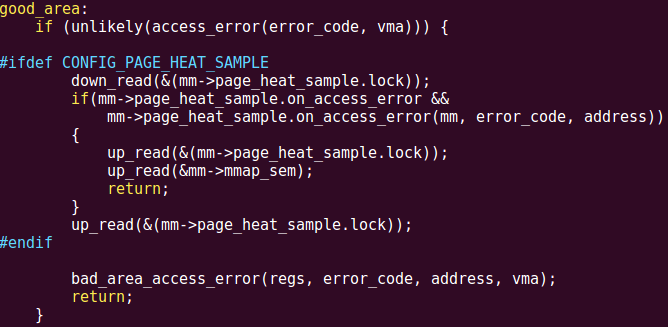 good_area:
    if (unlikely(access_error(error_code, vma))) {

#ifdef CONFIG_PAGE_HEAT_SAMPLE
        down_read(&(mm->page_heat_sample.lock));
        if(mm->page_heat_sample.on_access_error &&
            mm->page_heat_sample.on_access_error(mm, error_code, address))
        {
            up_read(&(mm->page_heat_sample.lock));
            up_read(&mm->mmap_sem);
            return;
        }
        up_read(&(mm->page_heat_sample.lock));
#endif

        bad_area_access_error(regs, error_code, address, vma);
        return;
    }